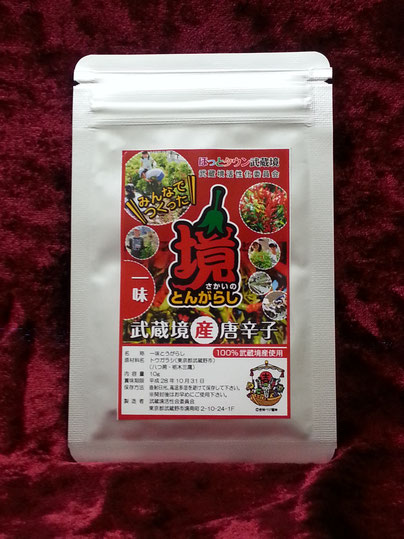 ほっとタウン武蔵境
武蔵境活性化委員会
みんなで
つくった
境
さかいの
とんがらし
一味
武蔵境産唐辛子
100%武蔵境産使用
名 称 一味とうがらし
原材料名 トウガラシ(東京都武蔵野市)
(八つ房・栃木三鷹)
内 容 量 10g
賞味期限 平成28年10月31日
保存方法 直射日光、高温多湿を避けて保存して下さい。
※開封後はお早めにご使用下さい。
製 造 者 武蔵境活性化委員会
東京都武蔵野市境南町2-10-24-1F